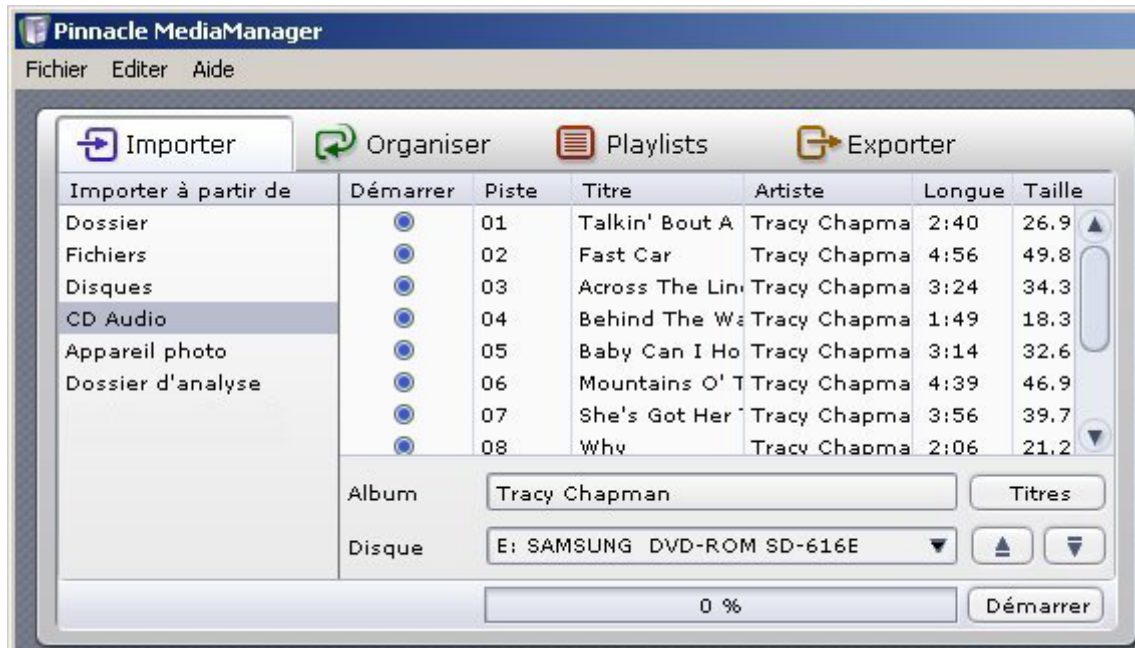 Pinnacle MediaManager
Fichier Editer Aide
Importer Organiser Playlists Exporter
Importer à partir de Démarrer Piste Titre Artiste Longue Taille
Dossier 01 Talkin' Bout A Tracy Chapma 2:40 26.9
Fichiers 02 Fast Car Tracy Chapma 4:56 49.8
Disques 03 Across The Lin Tracy Chapma 3:24 34.3
CD Audio 04 Behind The Wa Tracy Chapma 1:49 18.3
Appareil photo 05 Baby Can I Ho Tracy Chapma 3:14 32.6
Dossier d'analyse 06 Mountains O' T Tracy Chapma 4:39 46.9
07 She's Got Her Tracy Chapma 3:56 39.7
08 Why Tracy Chapma 2:06 21.2
Album Tracy Chapman Titres
Disque E: SAMSUNG DVD-ROM SD-616E
0 % Démarrer